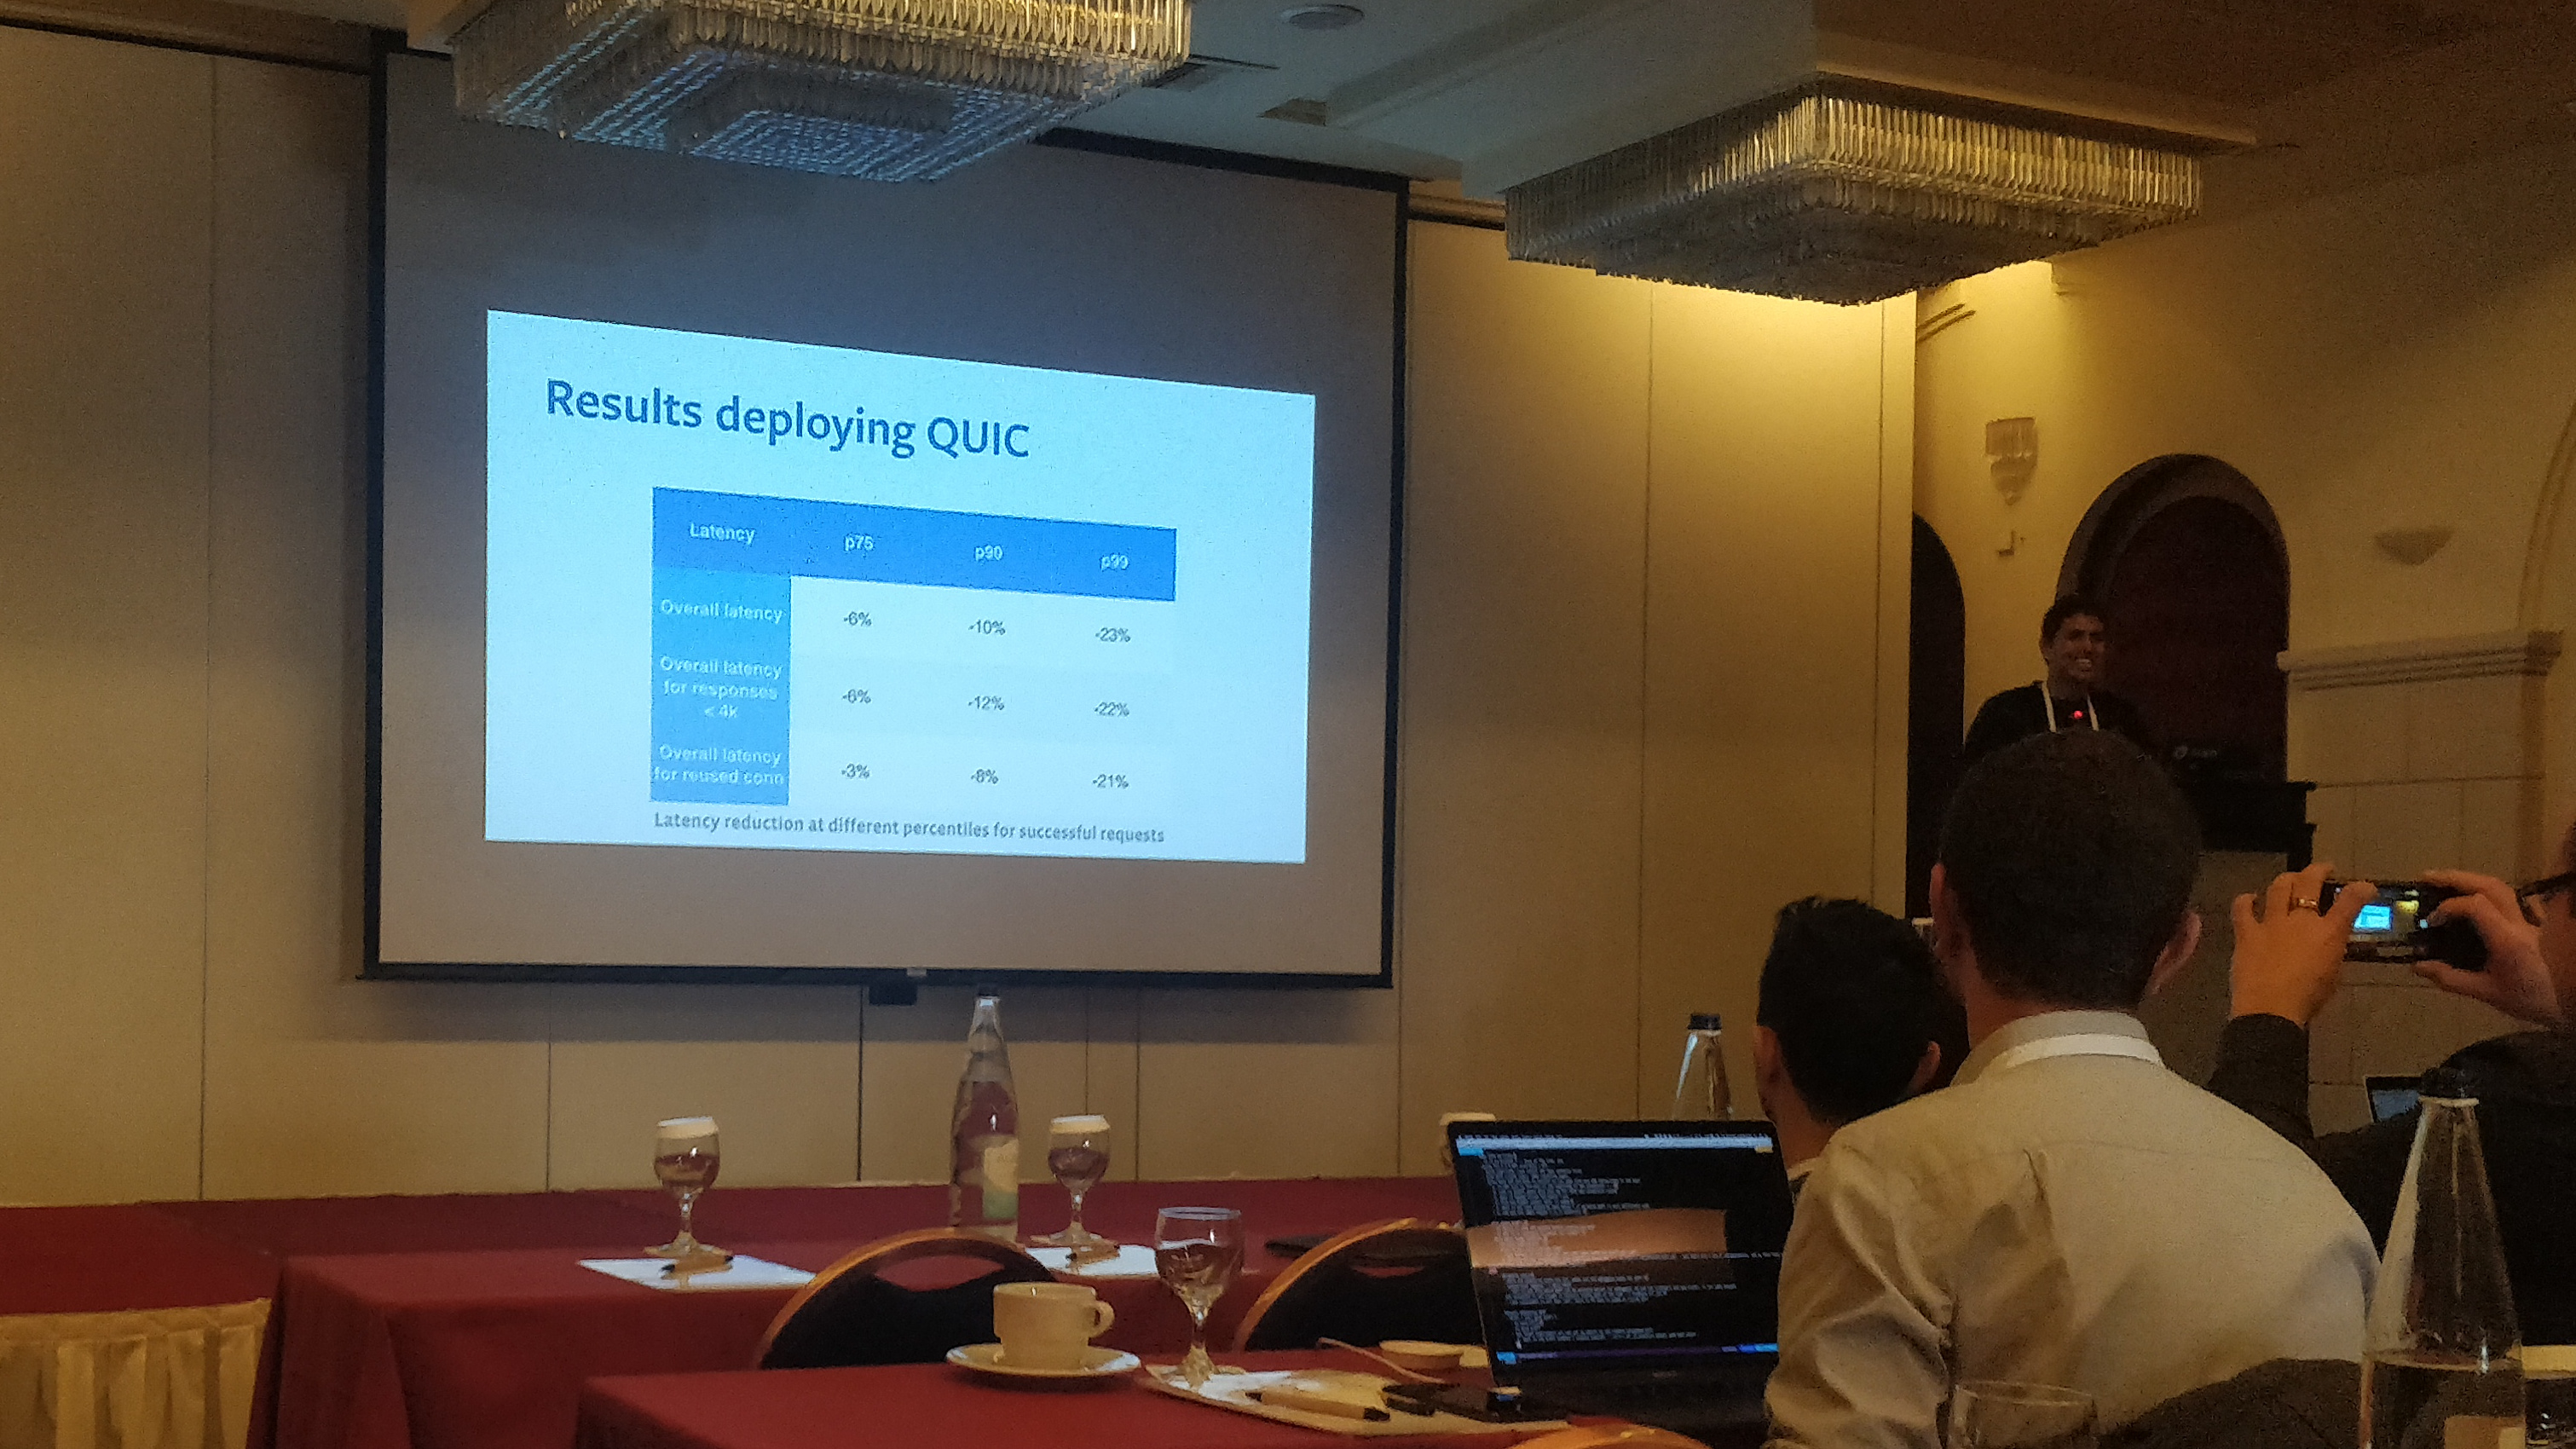 Results deploying QUIC
Latency p75 p90 p99
Overall latency -6% -10% -23%
Overall latency
for responses
< 4k -6% -12% -22%
Overall latency
for reused conn -3% -8% -21%
Latency reduction at different percentiles for successful requests